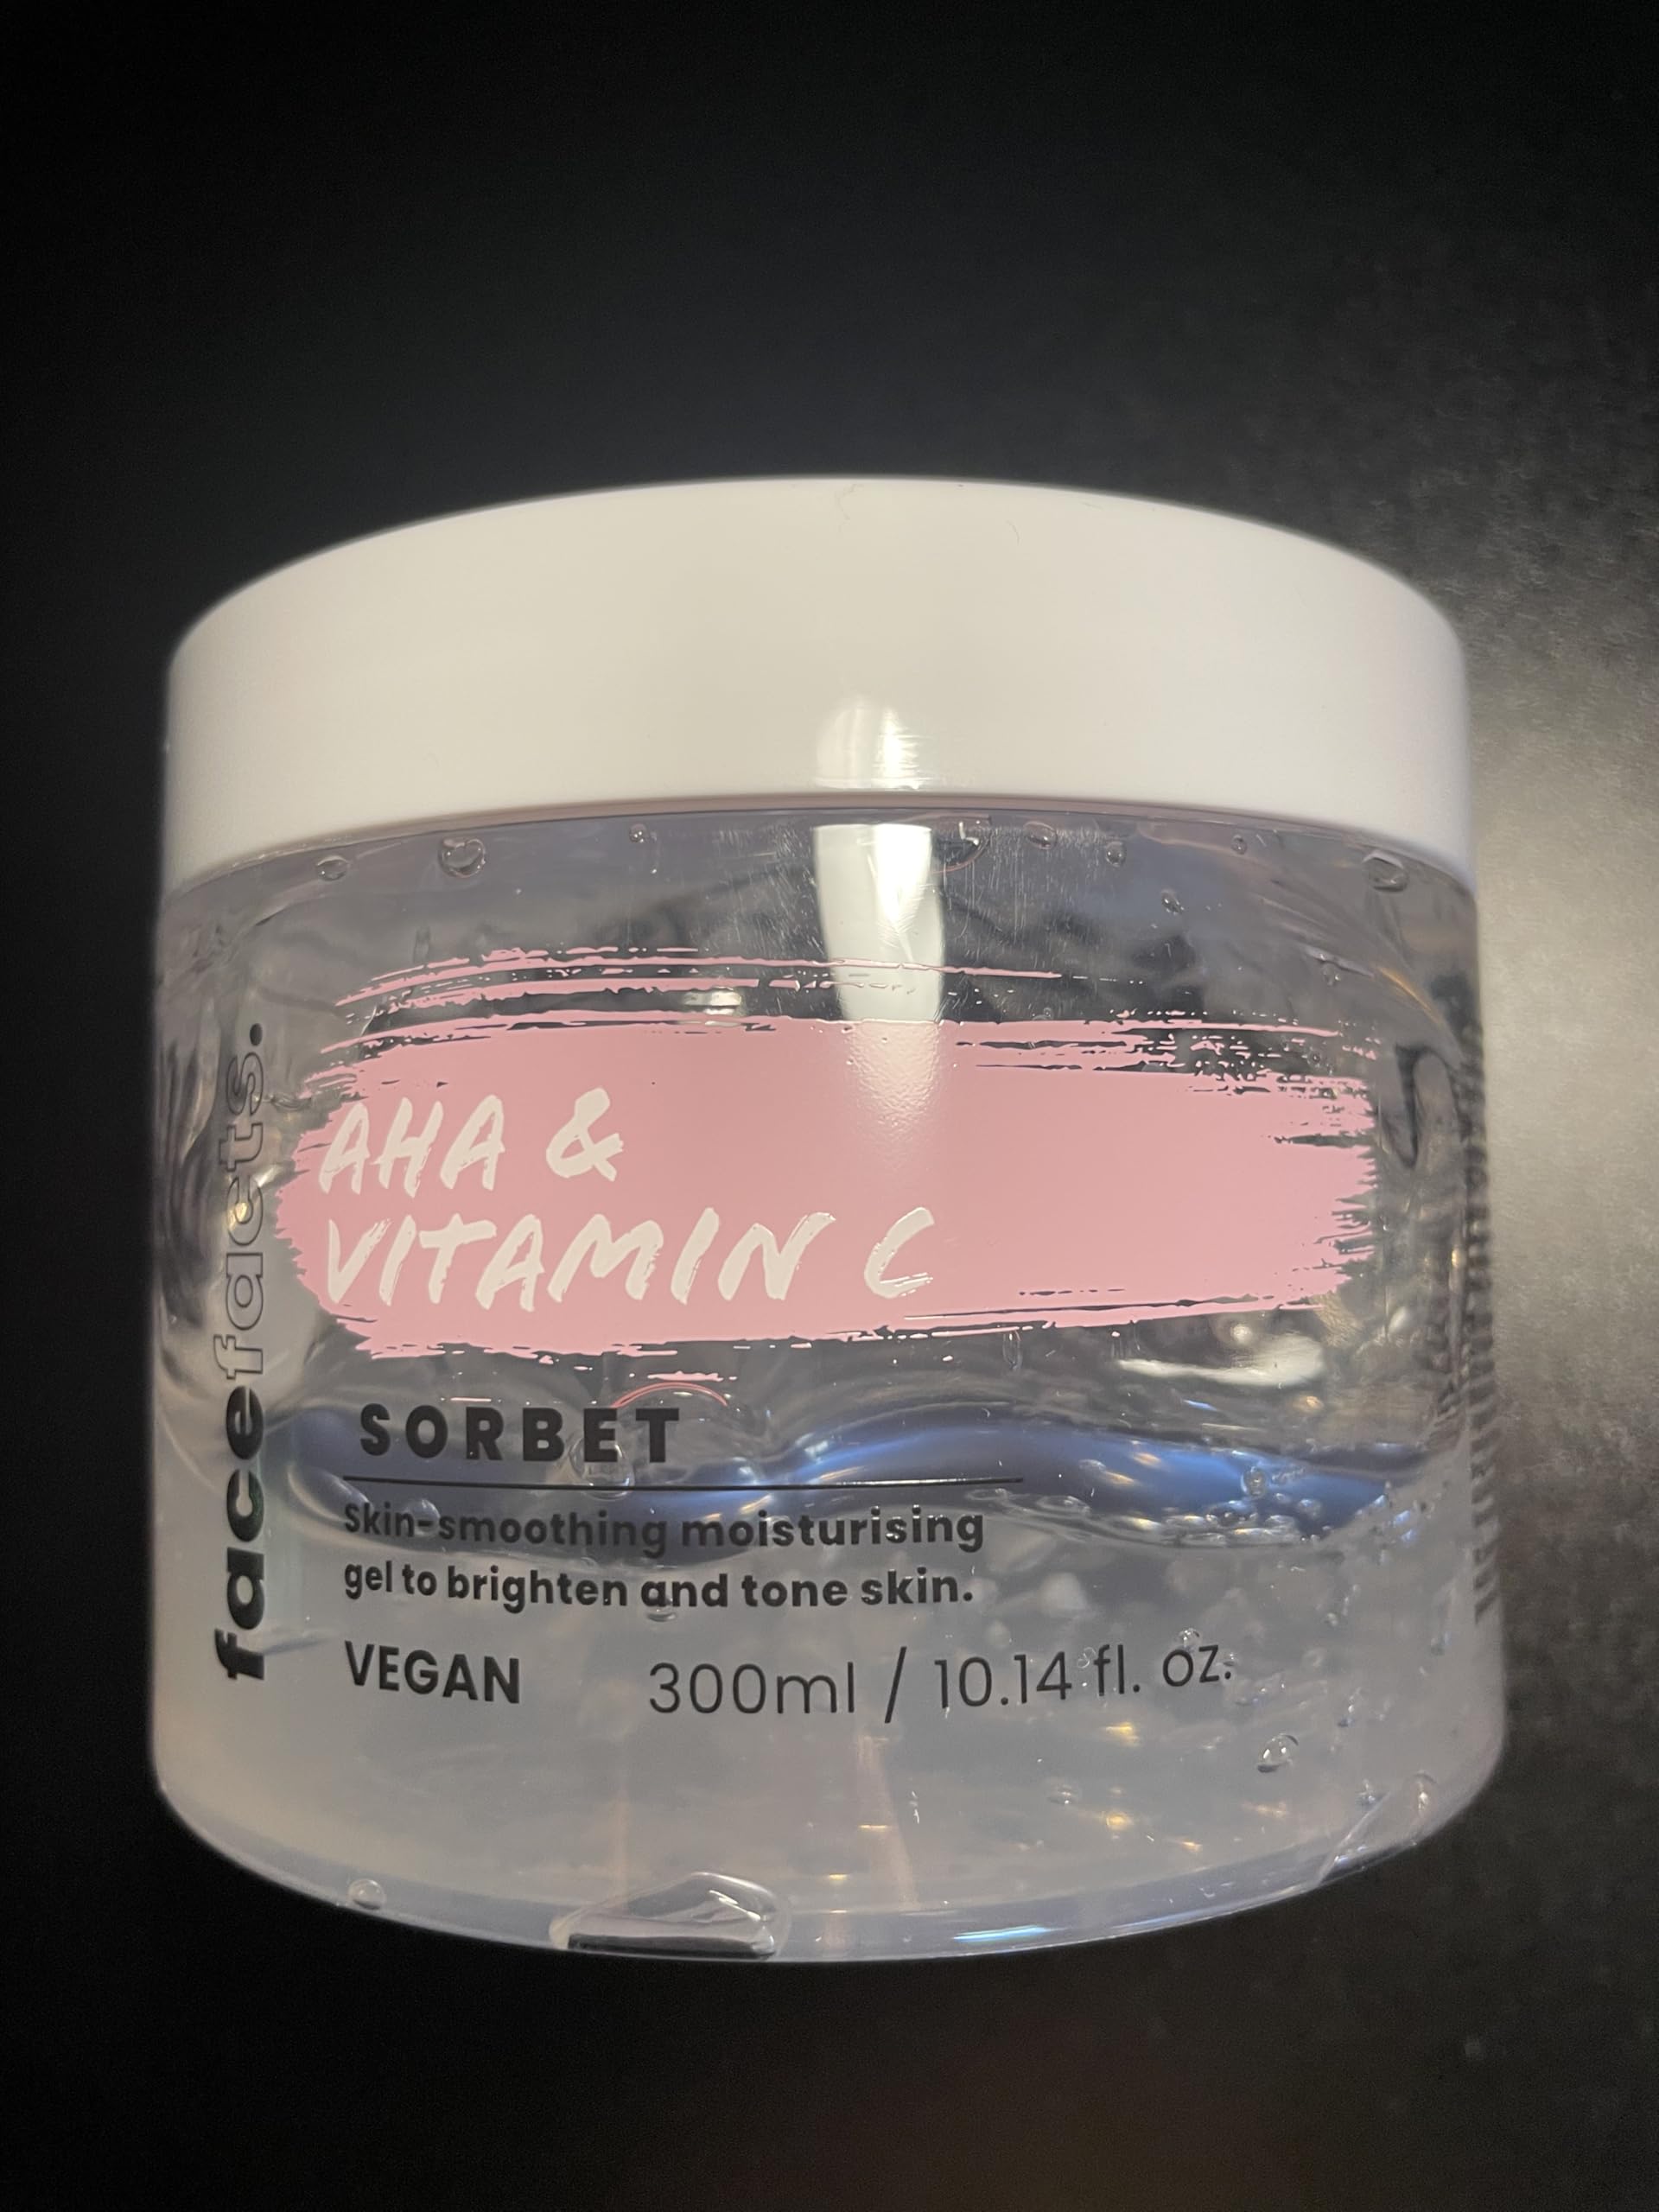 facefacts.
AHA &
VITAMIN C
SORBET
Skin-smoothing moisturising
gel to brighten and tone skin.
VEGAN 300ml / 10.14 fl. oz.